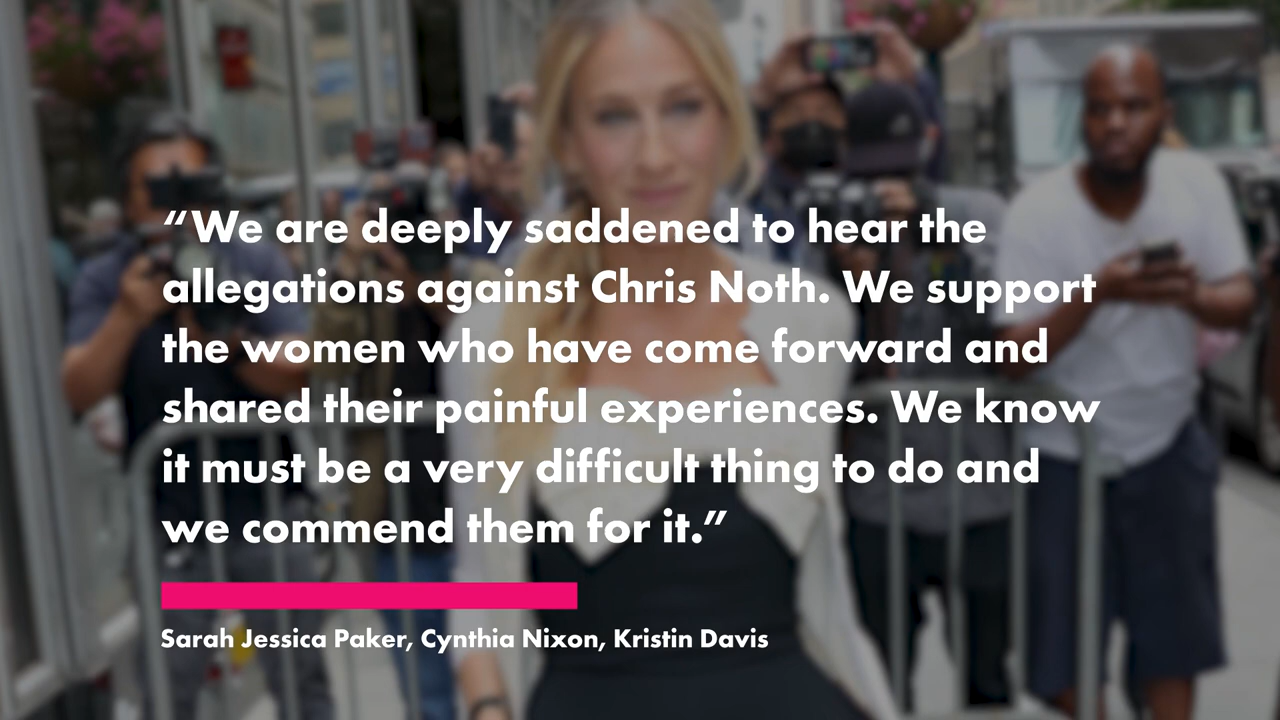 “We are deeply saddened to hear the
allegations against Chris Noth. We support
the women who have come forward and
shared their painful experiences. We know
it must be a very difficult thing to do and
we commend them for it.”
Sarah Jessica Paker, Cynthia Nixon, Kristin Davis